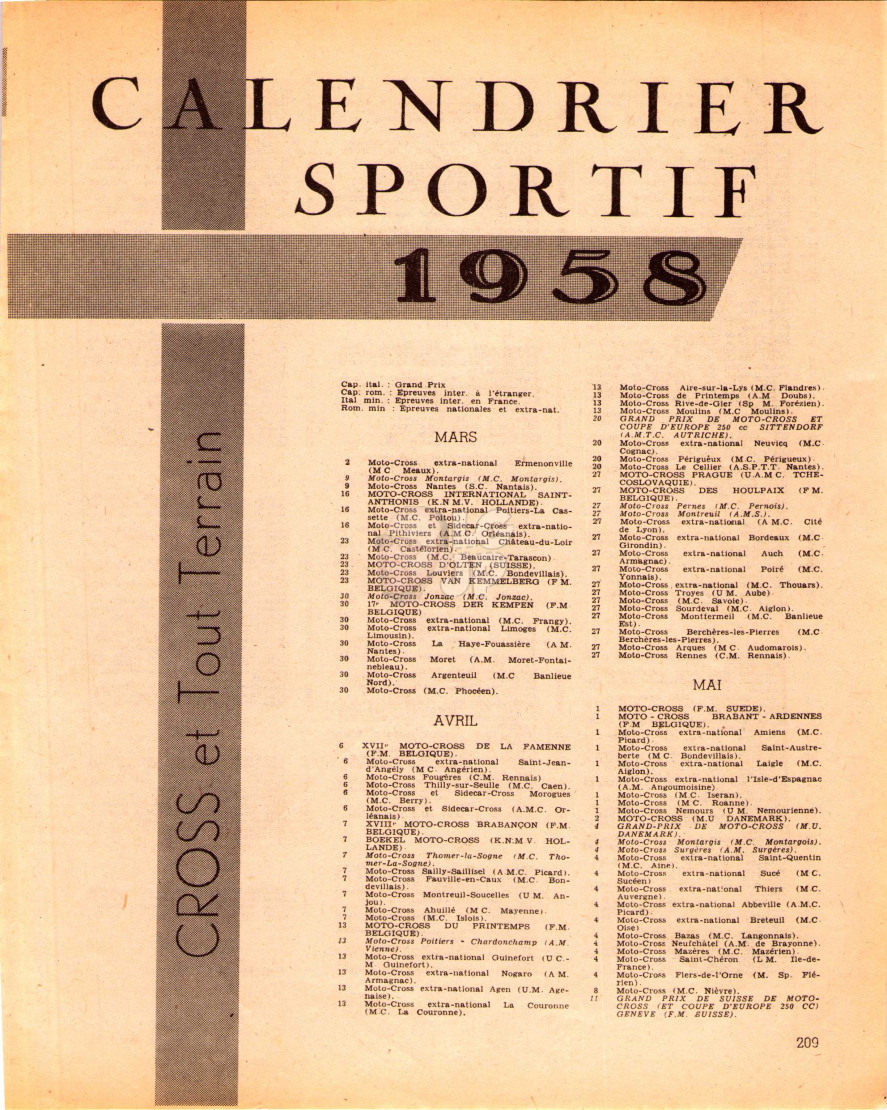 CALENDRIER
SPORTIF
1958
CROSS et Tout Terrain
Cap. ital. : Grand Prix
Cap. rom. : Epreuves inter. à l'étranger.
Ital min. : Epreuves inter. en France.
Rom. min : Epreuves nationales et extra-nat.
MARS
2 Moto-Cross extra-national Ermenonville
(M C Meaux).
9 Moto-Cross Montargis (M.C. Montargis).
9 Moto-Cross Nantes (S.C. Nantais).
16 MOTO-CROSS INTERNATIONAL SAINT-
ANTHONIS (K.N M.V. HOLLANDE).
16 Moto-Cross extra-national Poitiers-La Cas-
sette (M.C. Poitou).
16 Moto-Cross et Sidecar-Cross extra-natio-
nal Pithiviers (A.M C. Orléanais).
23 Moto-Cross extra-national Château-du-Loir
(M C. Castélorien).
23 Moto-Cross (M.C. Beaucaire-Tarascon)
23 MOTO-CROSS D'OLTEN (SUISSE).
23 Moto-Cross Louviers (M.C. Bondevillais).
23 MOTO-CROSS VAN KEMMELBERG (F M.
BELGIQUE).
30 Moto-Cross Jonzac (M.C. Jonzac).
30 17e MOTO-CROSS DER KEMPEN (F.M
BELGIQUE)
30 Moto-Cross extra-national (M.C. Frangy).
30 Moto-Cross extra-national Limoges (M.C.
Limousin).
30 Moto-Cross La Haye-Fouassière (A M.
Nantes).
30 Moto-Cross Moret (A.M. Moret-Fontai-
nebleau).
30 Moto-Cross Argenteuil (M.C Banlieue
Nord).
30 Moto-Cross (M.C. Phocéen).
AVRIL
6 XVIIe MOTO-CROSS DE LA FAMENNE
(F.M. BELGIQUE).
6 Moto-Cross extra-national Saint-Jean-
d'Angély (M C. Angérien).
6 Moto-Cross Fougères (C.M. Rennais)
6 Moto-Cross Thilly-sur-Seulle (M.C. Caen).
6 Moto-Cross et Sidecar-Cross Morogues
(M.C. Berry).
6 Moto-Cross et Sidecar-Cross (A.M.C. Or-
léanais)
7 XVIIIe MOTO-CROSS BRABANÇON (F.M.
BELGIQUE).
7 BOEKEL MOTO-CROSS (K.N.M V. HOL-
LANDE)
7 Moto-Cross Thomer-la-Sogne (M.C. Tho-
mer-La-Sogne).
7 Moto-Cross Sailly-Saillisel (A.M.C. Picard).
7 Moto-Cross Fauville-en-Caux (M.C. Bon-
devillais).
7 Moto-Cross Montreuil-Soucelles (U M. An-
jou).
7 Moto-Cross Ahuillé (M C. Mayenne).
7 Moto-Cross (M.C. Islois).
13 MOTO-CROSS DU PRINTEMPS (F.M.
BELGIQUE).
13 Moto-Cross Poitiers - Chardonchamp (A.M.
Vienne).
13 Moto-Cross extra-national Guinefort (U C.-
M Guinefort).
13 Moto-Cross extra-national Nogaro (A M.
Armagnac).
13 Moto-Cross extra-national Agen (U.M. Age-
naise).
13 Moto-Cross extra-national La Couronne
(M.C. La Couronne).
13 Moto-Cross Aire-sur-la-Lys (M.C. Flandres).
13 Moto-Cross de Printemps (A.M Doubs).
13 Moto-Cross Rive-de-Gier (Sp M. Forézien).
13 Moto-Cross Moulins (M.C Moulins).
20 GRAND PRIX DE MOTO-CROSS ET
COUPE D'EUROPE 250 cc SITTENDORF
(A.M.T.C. AUTRICHE).
20 Moto-Cross extra-national Neuvicq (M.C
Cognac).
20 Moto-Cross Périguêux (M.C. Périgueux)
20 Moto-Cross Le Cellier (A.S.P.T.T. Nantes).
27 MOTO-CROSS PRAGUE (U.A.M C. TCHE-
COSLOVAQUIE).
27 MOTO-CROSS DES HOULPAIX (F M.
BELGIQUE).
27 Moto-Cross Pernes (M.C. Pernois).
27 Moto-Cross Montreuil (A.M.S.).
27 Moto-Cross extra-national (A M.C. Cité
de Lyon).
27 Moto-Cross extra-national Bordeaux (M.C
Girondin).
27 Moto-Cross extra-national Auch (M.C.
Armagnac).
27 Moto-Cross extra-national Poiré (M.C.
Yonnais).
27 Moto-Cross extra-national (M.C. Thouars).
27 Moto-Cross Troyes (U M. Aube)
27 Moto-Cross (M.C. Savoie)
27 Moto-Cross Sourdeval (M.C. Aiglon).
27 Moto-Cross Montfermeil (M.C. Banlieue
Est).
27 Moto-Cross Berchères-les-Pierres (M.C
Berchères-les-Pierres).
27 Moto-Cross Arques (M C Audomarois).
27 Moto-Cross Rennes (C.M. Rennais)
MAI
1 MOTO-CROSS (F.M. SUEDE).
1 MOTO - CROSS BRABANT - ARDENNES
(F.M BELGIQUE).
1 Moto-Cross extra-national Amiens (M.C
Picard)
1 Moto-Cross extra-national Saint-Austre-
berte (M C. Bondevillais).
1 Moto-Cross extra-national Laigle (M.C.
Aiglon).
1 Moto-Cross extra-national l'Isle-d'Espagnac
(A.M. Angoumoisine)
1 Moto-Cross (M.C. Iseran).
1 Moto-Cross (M C. Roanne).
1 Moto-Cross Nemours (U M. Nemourienne).
2 MOTO-CROSS (M.U DANEMARK).
4 GRAND-PRIX DE MOTO-CROSS (M.U.
DANEMARK).
4 Moto-Cross Montargis (M.C. Montargois).
4 Moto-Cross Surgères (A.M. Surgères).
4 Moto-Cross extra-national Saint-Quentin
(M.C. Aine).
4 Moto-Cross extra-national Sucé (M C.
Sucéen)
4 Moto-Cross extra-national Thiers (M C.
Auvergne).
4 Moto-Cross extra-national Abbeville (A.M.C.
Picard)
4 Moto-Cross extra-national Breteuil (M.C
Oise)
4 Moto-Cross Bazas (M.C. Langonnais).
4 Moto-Cross Neufchâtel (A.M. de Brayonne).
4 Moto-Cross Mazères (M.C. Mazérien).
4 Moto-Cross Saint-Chéron (L M. Ile-de-
France).
4 Moto-Cross Flers-de-l'Orne (M. Sp. Flé-
rien).
8 Moto-Cross (M.C. Nièvre).
11 GRAND PRIX DE SUISSE DE MOTO-
CROSS (ET COUPE D'EUROPE 250 CC)
GENEVE (F.M. SUISSE).
209